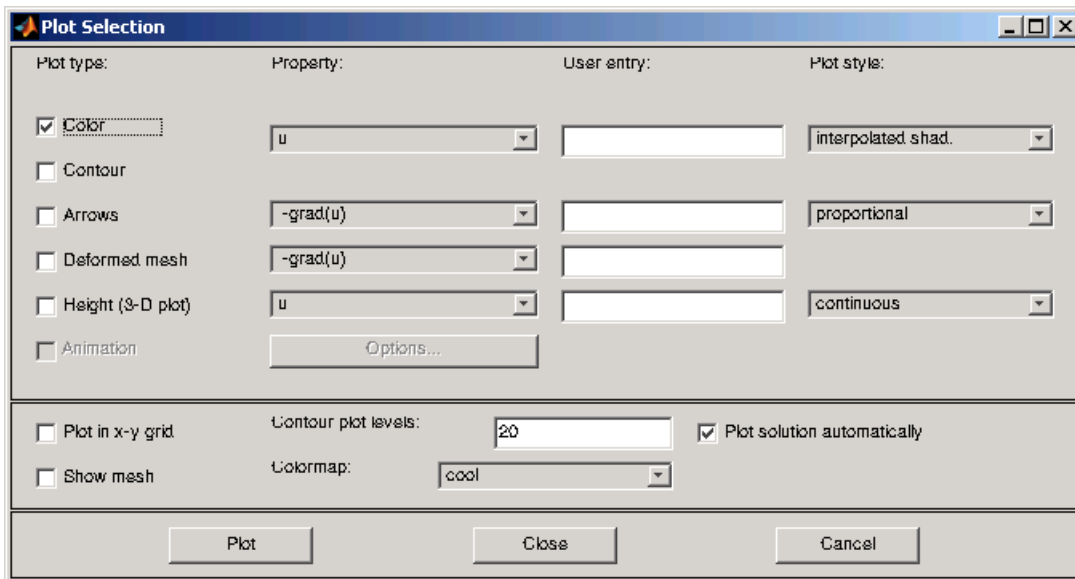 Plot Selection
Plot type: Property: User entry: Plot style:
Color u interpolated shad.
Contour
Arrows -grad(u) proportional
Deformed mesh -grad(u)
Height (3-D plot) u continuous
Animation Options...
Plot in x-y grid Contour plot levels: 20 Plot solution automatically
Show mesh Colormap: cool
Plot Close Cancel